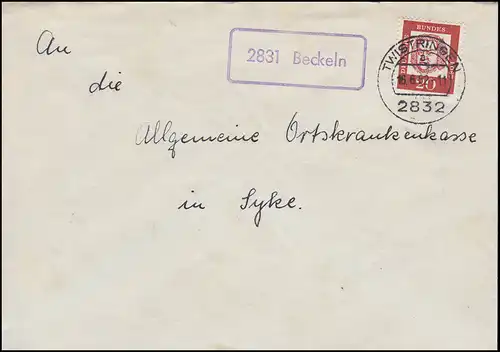 2831 Beckeln
BUNDES
20
TWISTRINGEN
2832
An
die
Allgemeine Ortskrankenkasse
in Syke.